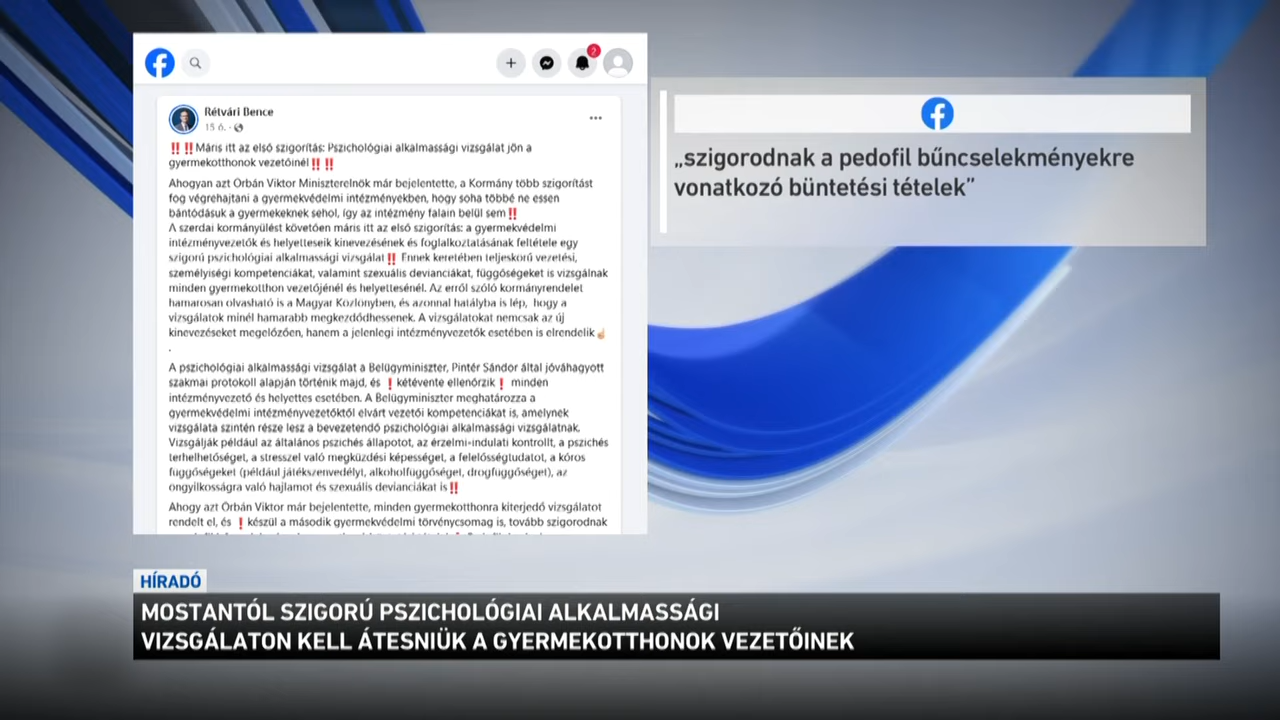 2
Rétvári Bence
15 ó. ·
‼️‼️Máris itt az első szigorítás: Pszichológiai alkalmassági vizsgálat jön a
gyermekotthonok vezetőinél‼️‼️
Ahogyan azt Orbán Viktor Miniszterelnök már bejelentette, a Kormány több szigorítást
fog végrehajtani a gyermekvédelmi intézményekben, hogy soha többé ne essen
bántódásuk a gyermekeknek sehol, így az intézmény falain belül sem‼️
A szerdai kormányülést követően máris itt az első szigorítás: a gyermekvédelmi
intézményvezetők és helyetteseik kinevezésének és foglalkoztatásának feltétele egy
szigorú pszichológiai alkalmassági vizsgálat‼️ Ennek keretében teljeskorű vezetési,
személyiségi kompetenciákat, valamint szexuális devianciákat, függőségeket is vizsgálnak
minden gyermekotthon vezetőjénél és helyettesénél. Az erről szóló kormányrendelet
hamarosan olvasható is a Magyar Közlönyben, és azonnal hatályba is lép, hogy a
vizsgálatok minél hamarabb megkezdődhessenek. A vizsgálatokat nemcsak az új
kinevezéseket megelőzően, hanem a jelenlegi intézményvezetők esetében is elrendelik☝🏼
.
A pszichológiai alkalmassági vizsgálat a Belügyminiszter, Pintér Sándor által jóváhagyott
szakmai protokoll alapján történik majd, és ❗kétévente ellenőrzik❗ minden
intézményvezető és helyettes esetében. A Belügyminiszter meghatározza a
gyermekvédelmi intézményvezetőktől elvárt vezetői kompetenciákat is, amelynek
vizsgálata szintén része lesz a bevezetendő pszichológiai alkalmassági vizsgálatnak.
Vizsgálják például az általános pszichés állapotot, az érzelmi-indulati kontrollt, a pszichés
terhelhetőséget, a stresszel való megküzdési képességet, a felelősségtudatot, a kóros
függőségeket (például játékszenvedélyt, alkoholfüggőséget, drogfüggőséget), az
öngyilkosságra való hajlamot és szexuális devianciákat is‼️
Ahogy azt Orbán Viktor már bejelentette, minden gyermekotthonra kiterjedő vizsgálatot
rendelt el, és ❗készül a második gyermekvédelmi törvénycsomag is, tovább szigorodnak
„szigorodnak a pedofil bűncselekményekre
vonatkozó büntetési tételek”
HÍRADÓ
MOSTANTÓL SZIGORÚ PSZICHOLÓGIAI ALKALMASSÁGI
VIZSGÁLATON KELL ÁTESNIÜK A GYERMEKOTTHONOK VEZETŐINEK